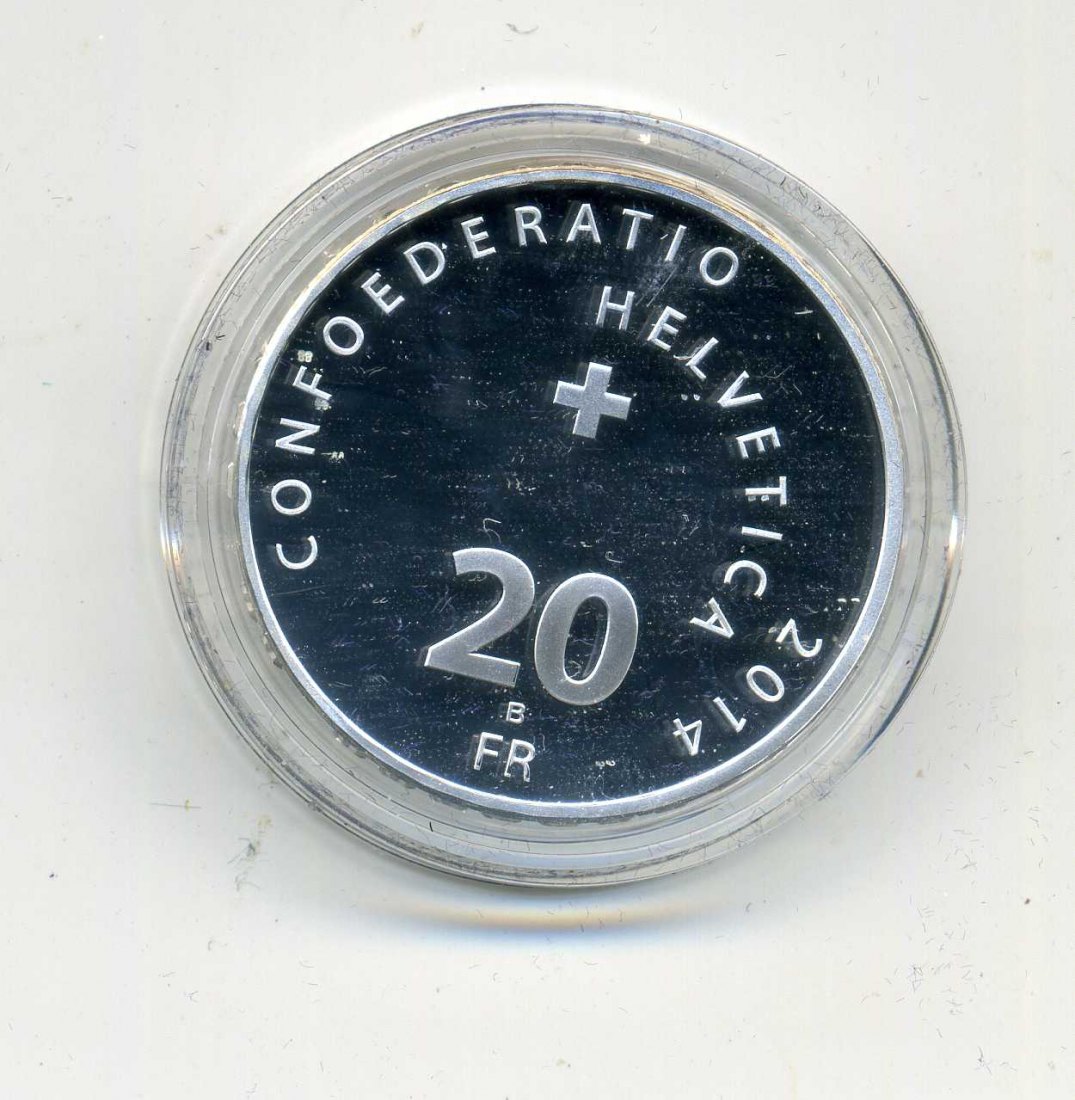 CONFOEDERATIO
HELVETICA 2014
20
B
FR